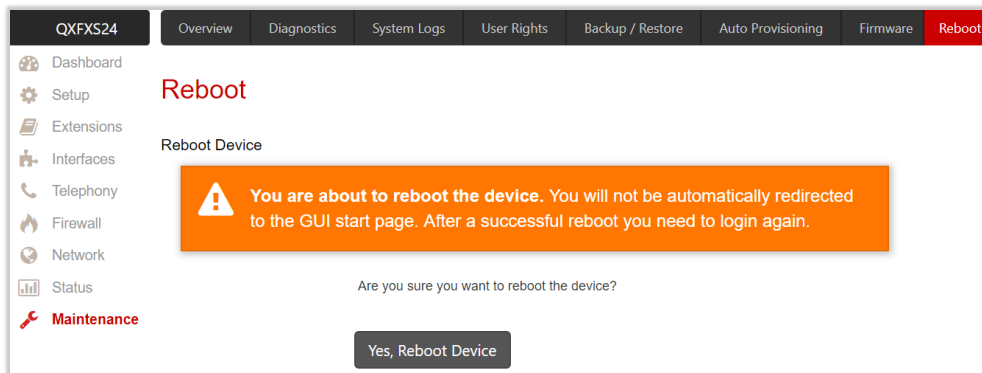 QXFXS24
Overview
Diagnostics
System Logs
User Rights
Backup / Restore
Auto Provisioning
Firmware
Reboot
Dashboard
Setup
Extensions
Interfaces
Telephony
Firewall
Network
Status
Maintenance
Reboot
Reboot Device
You are about to reboot the device. You will not be automatically redirected
to the GUI start page. After a successful reboot you need to login again.
Are you sure you want to reboot the device?
Yes, Reboot Device